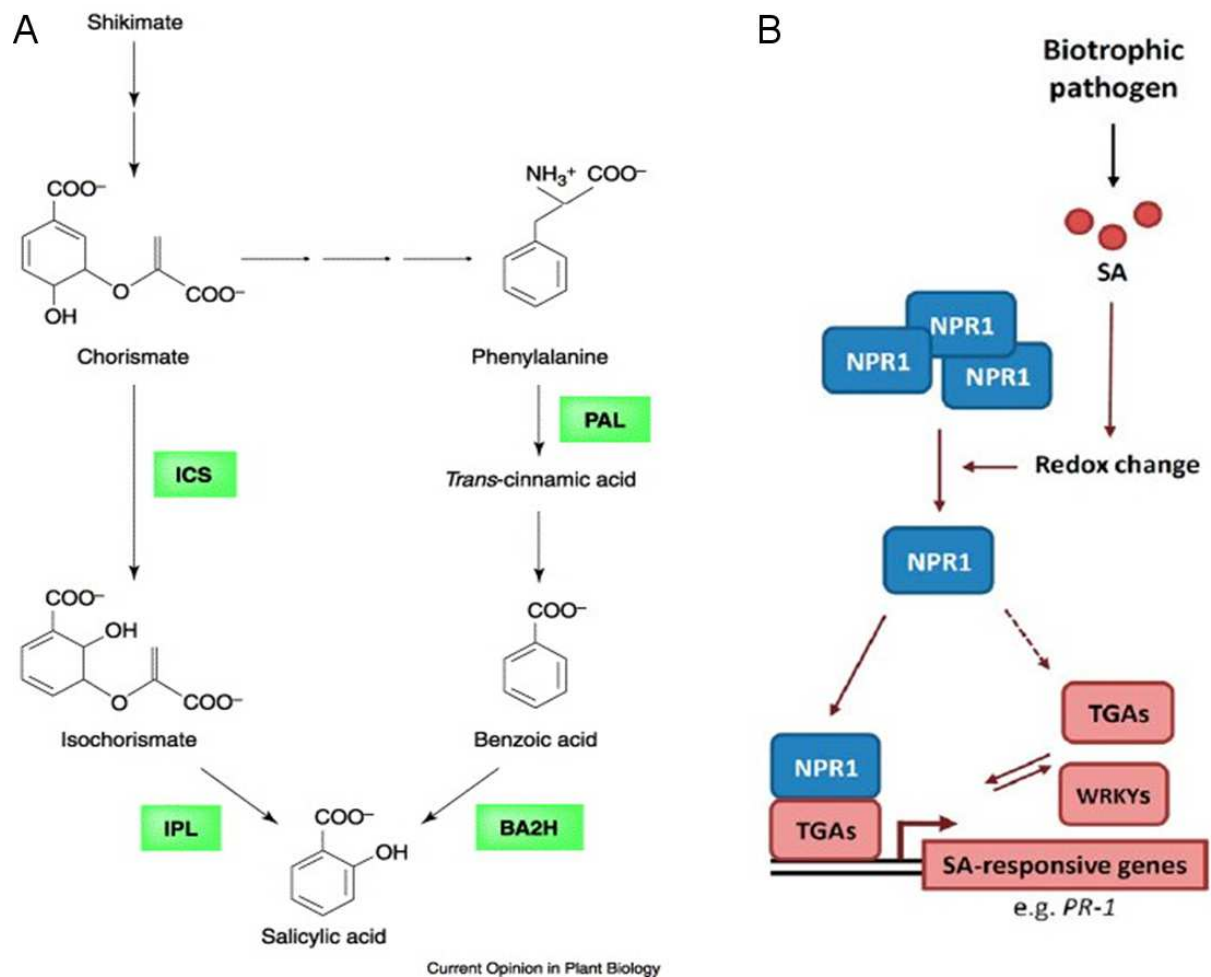 A
Shikimate
COO–
O
COO–
OH
Chorismate
NH3+ COO–
Phenylalanine
PAL
ICS
Trans-cinnamic acid
COO–
OH
O
COO–
Isochorismate
COO–
Benzoic acid
IPL
BA2H
COO–
OH
Salicylic acid
Current Opinion in Plant Biology
B
Biotrophic
pathogen
SA
NPR1
NPR1
NPR1
Redox change
NPR1
TGAs
NPR1
WRKYs
TGAs
SA-responsive genes
e.g. PR-1